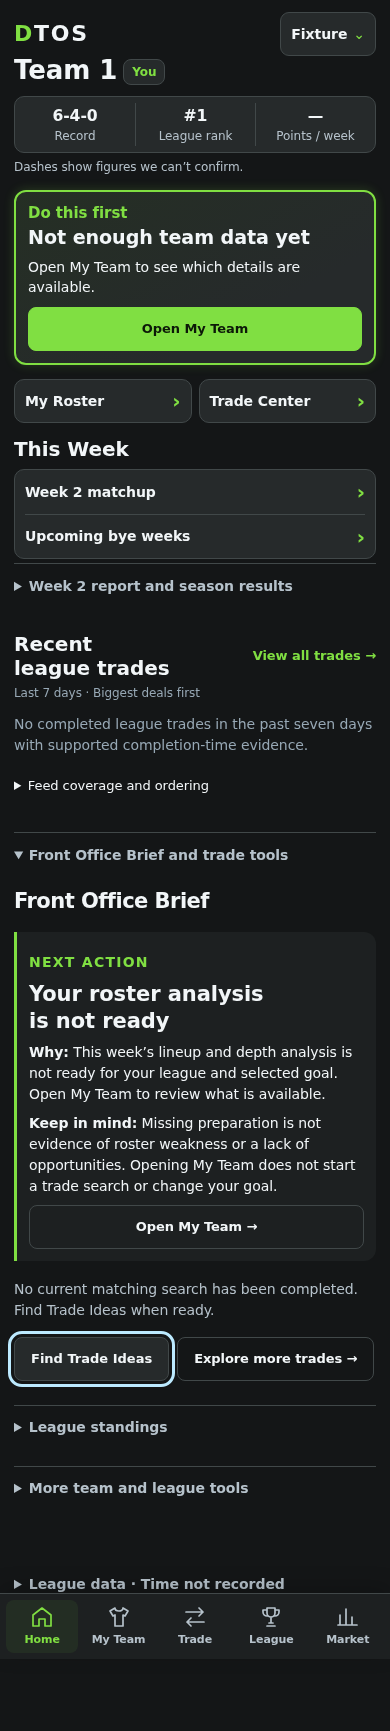 DTOS
Fixture
Team 1 You
6-4-0
Record
#1
League rank
—
Points / week
Dashes show figures we can’t confirm.
Do this first
Not enough team data yet
Open My Team to see which details are
available.
Open My Team
My Roster ›
Trade Center ›
This Week
Week 2 matchup ›
Upcoming bye weeks ›
Week 2 report and season results
Recent
league trades
View all trades →
Last 7 days · Biggest deals first
No completed league trades in the past seven days
with supported completion-time evidence.
Feed coverage and ordering
Front Office Brief and trade tools
Front Office Brief
NEXT ACTION
Your roster analysis
is not ready
Why: This week’s lineup and depth analysis is
not ready for your league and selected goal.
Open My Team to review what is available.
Keep in mind: Missing preparation is not
evidence of roster weakness or a lack of
opportunities. Opening My Team does not start
a trade search or change your goal.
Open My Team →
No current matching search has been completed.
Find Trade Ideas when ready.
Find Trade Ideas
Explore more trades →
League standings
More team and league tools
League data · Time not recorded
Home
My Team
Trade
League
Market